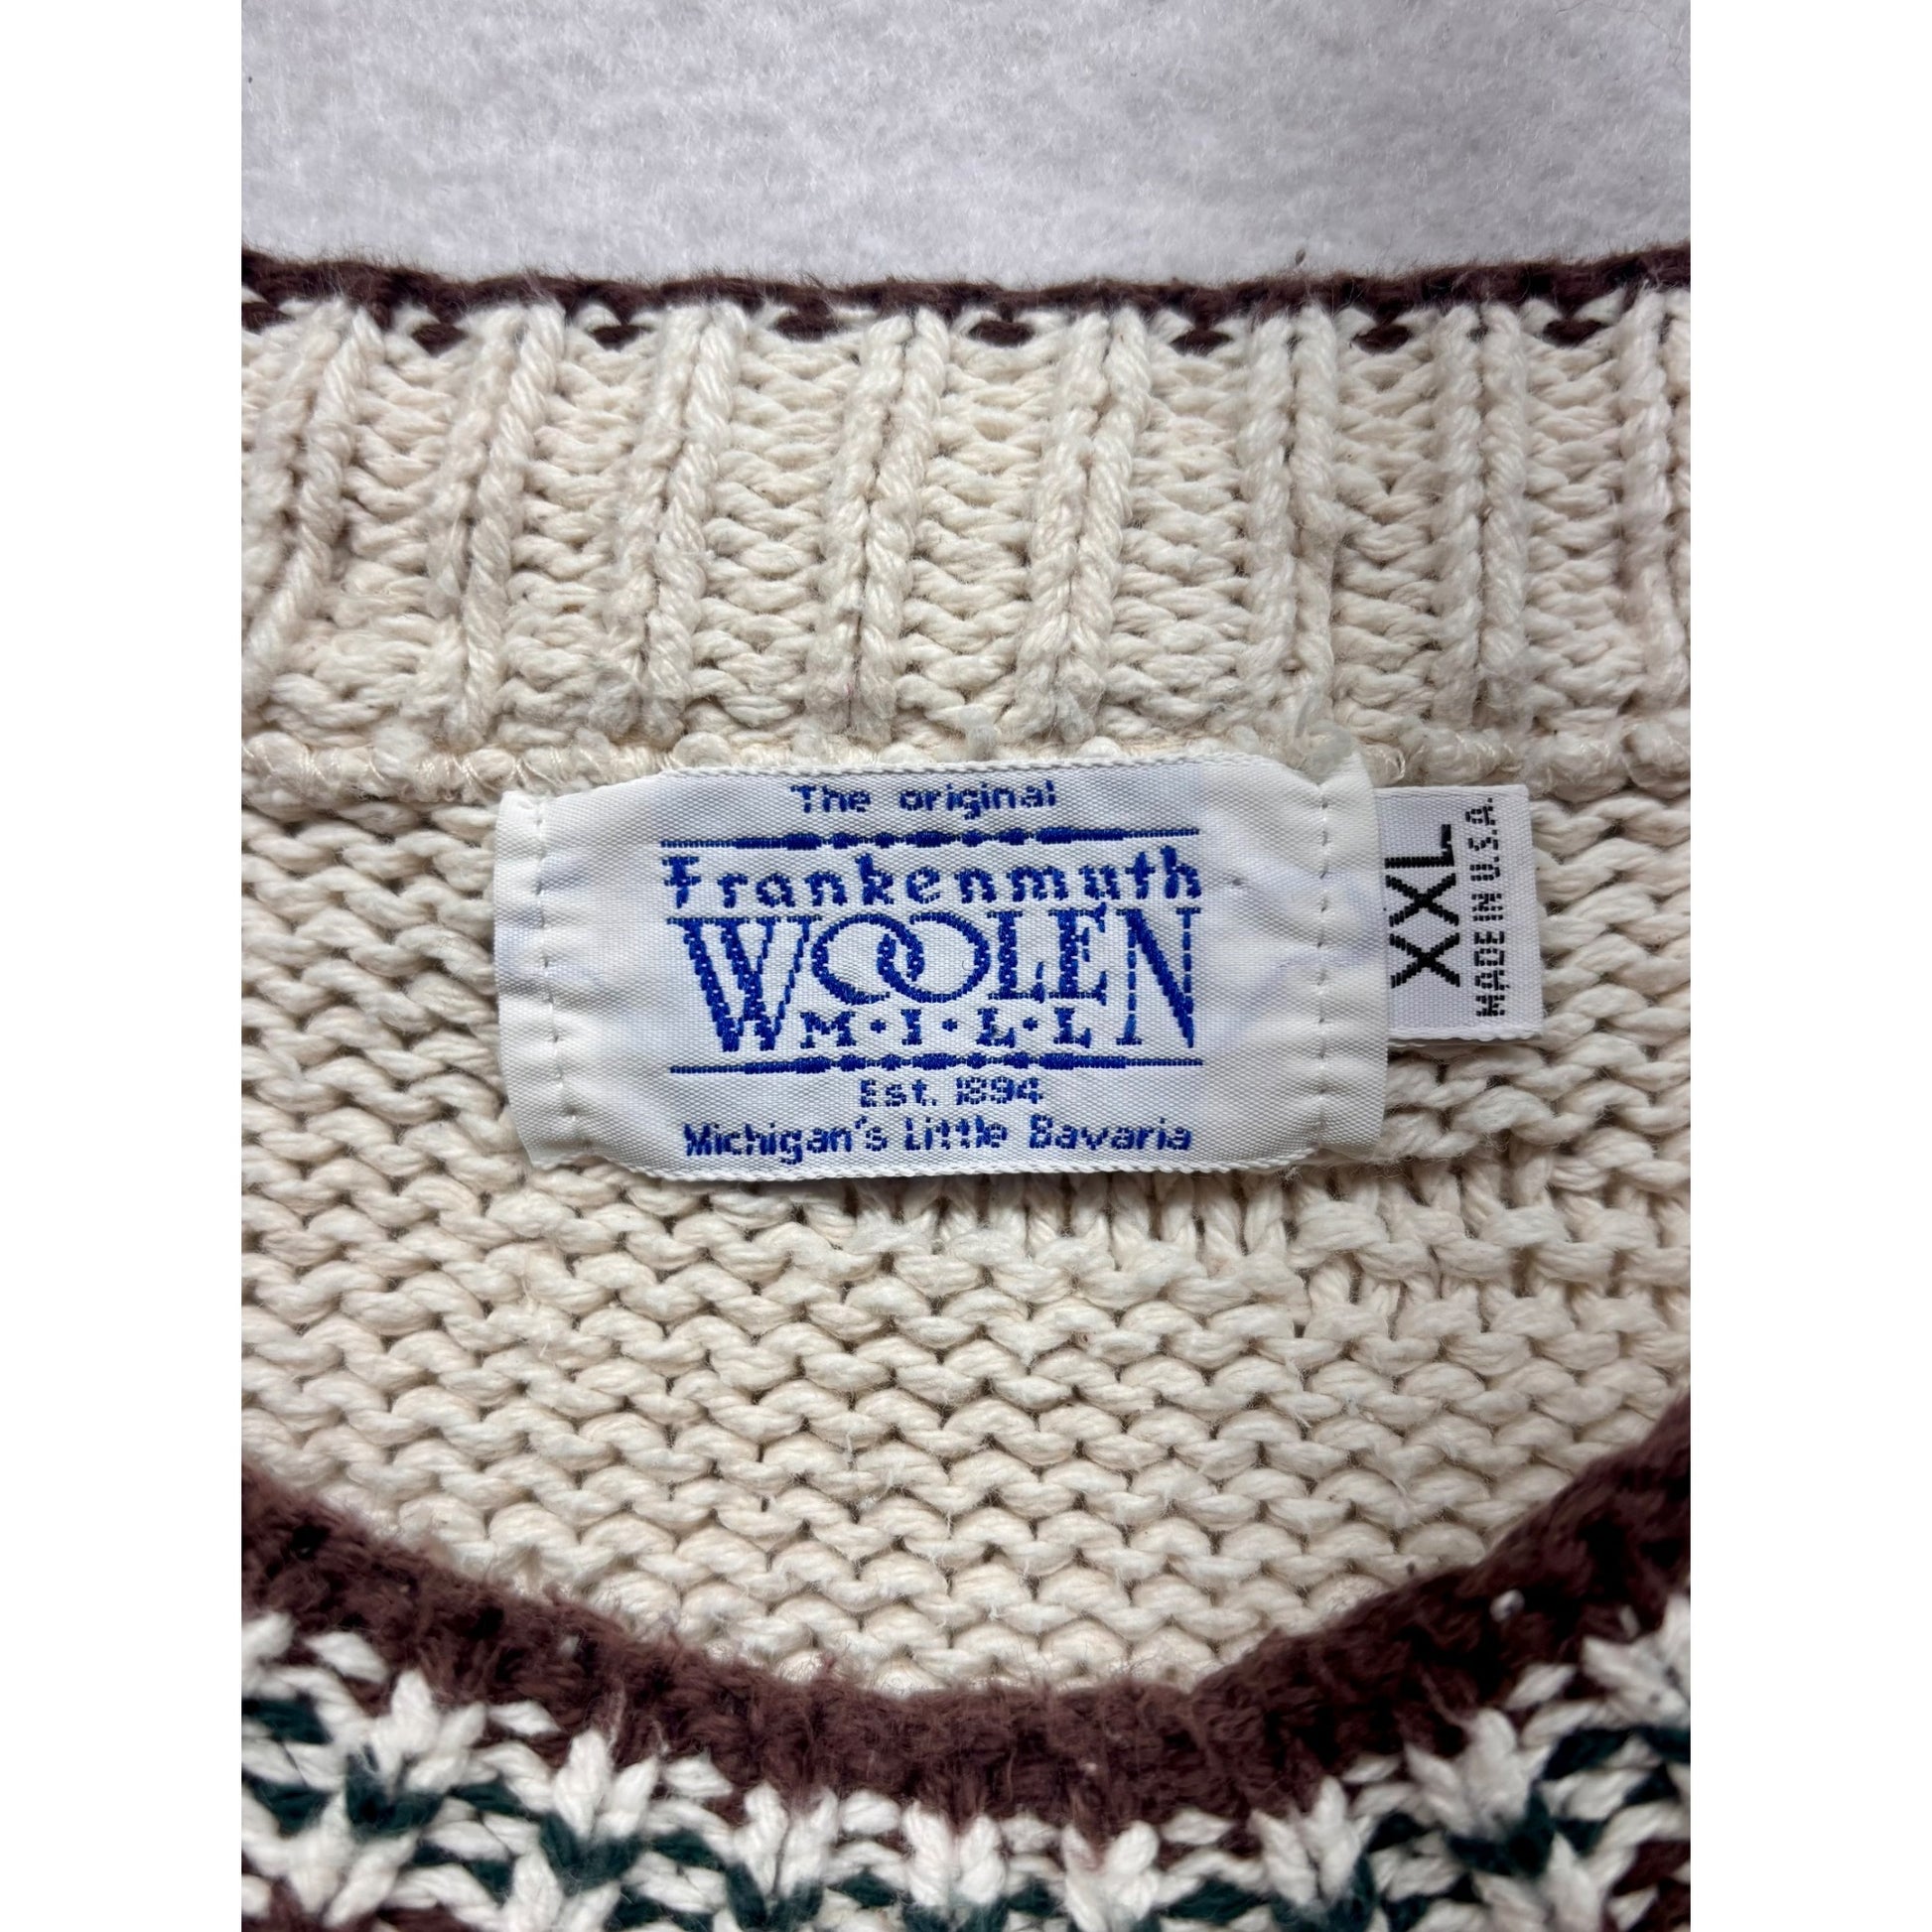 The original
Frankenmuth
WOOLEN
M·I·L·L
Est. 1894
Michigan's Little Bavaria
XXL
MADE IN U.S.A.